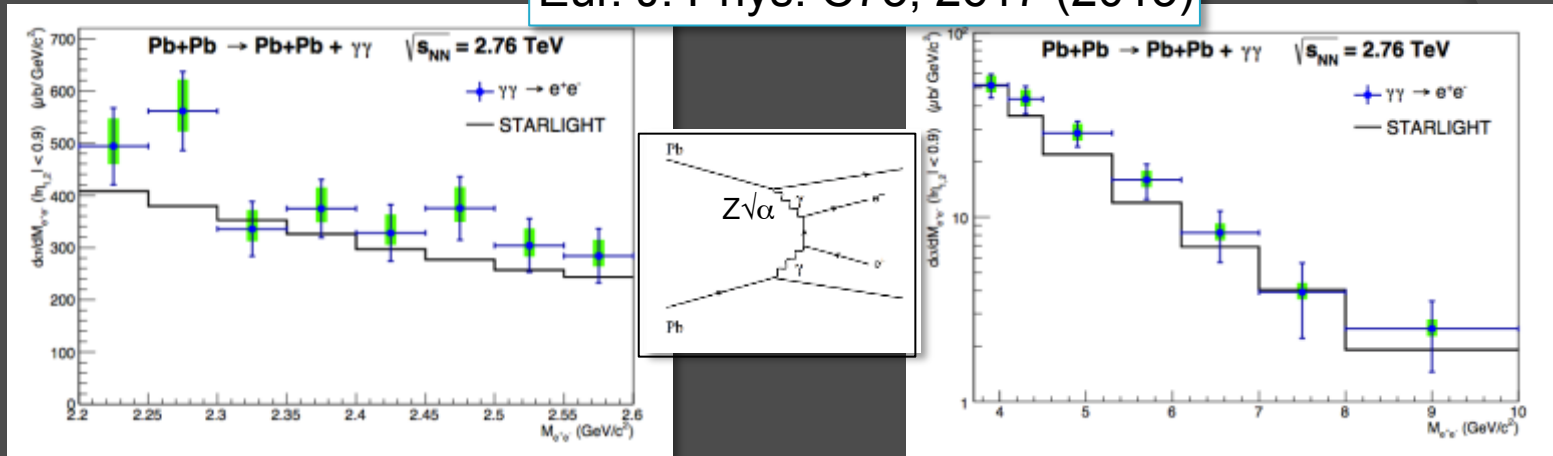 Eur. J. Phys. C73, 2617 (2013)
Pb+Pb → Pb+Pb + γγ √sNN = 2.76 TeV
γγ → e⁺e⁻
STARLIGHT
dσ/dMe⁺e⁻ (|η1,2| < 0.9) (μb/ GeV/c²)
700
600
500
400
300
200
100
0
2.2 2.25 2.3 2.35 2.4 2.45 2.5 2.55 2.6
Me⁺e⁻ (GeV/c²)
Pb
Z√α
γ
γ
e⁻
Pb
Pb+Pb → Pb+Pb + γγ √sNN = 2.76 TeV
γγ → e⁺e⁻
STARLIGHT
dσ/dMe⁺e⁻ (|η1,2| < 0.9) (μb/ GeV/c²)
10²
10
1
4 5 6 7 8 9 10
Me⁺e⁻ (GeV/c²)